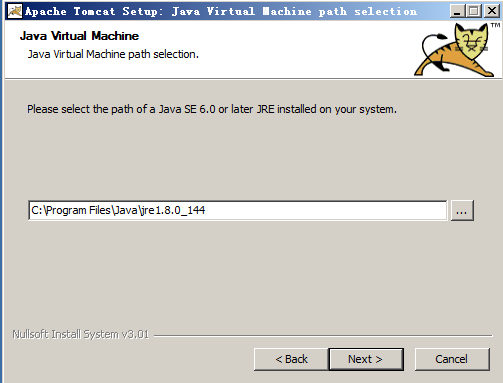 Apache Tomcat Setup: Java Virtual Machine path selection
TM
Java Virtual Machine
Java Virtual Machine path selection.
Please select the path of a Java SE 6.0 or later JRE installed on your system.
C:\Program Files\Java\jre1.8.0_144
...
Nullsoft Install System v3.01
< Back
Next >
Cancel